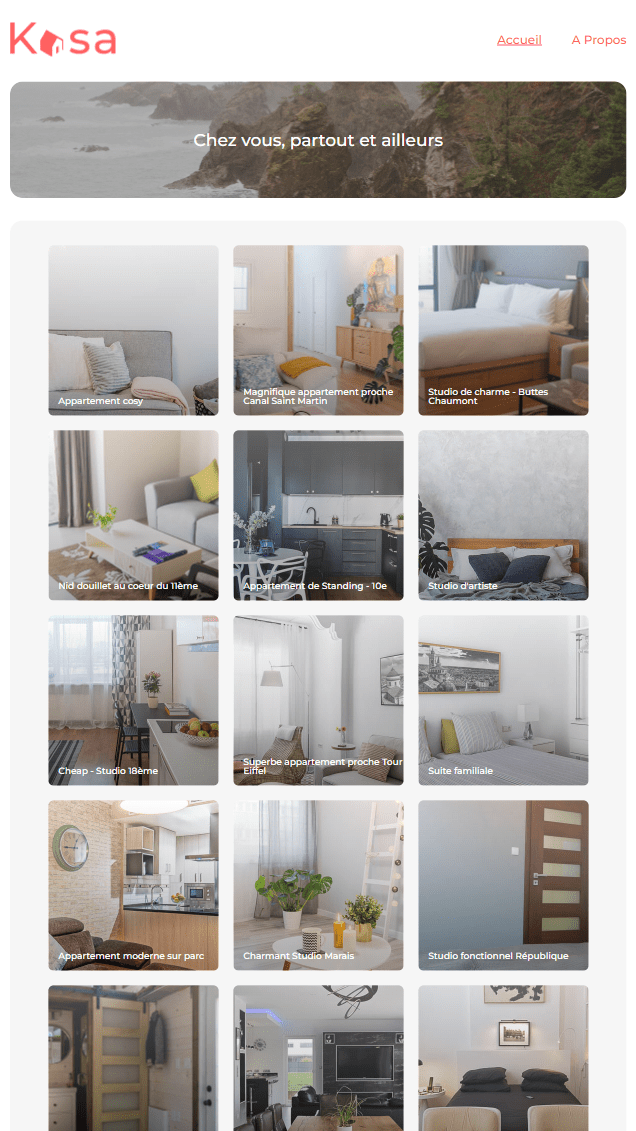 Kasa
Accueil
A Propos
Chez vous, partout et ailleurs
Appartement cosy
Magnifique appartement proche
Canal Saint Martin
Studio de charme - Buttes
Chaumont
Nid douillet au coeur du 11ème
Appartement de Standing - 10e
Studio d'artiste
Cheap - Studio 18ème
Superbe appartement proche Tour
Eiffel
Suite familiale
Appartement moderne sur parc
Charmant Studio Marais
Studio fonctionnel République